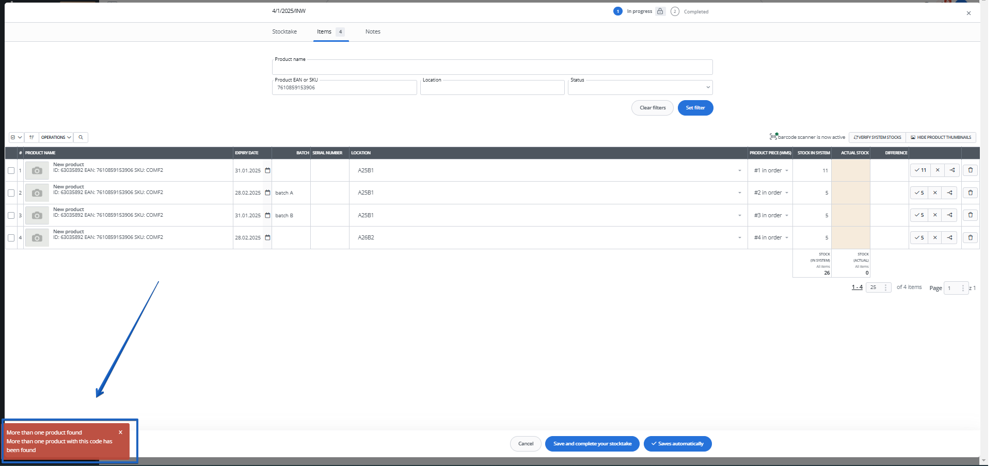 4/1/2025/INW
1 In progress 2 Completed
Stocktake Items 4 Notes
Product name
Product EAN or SKU Location Status
7610859153906
Clear filters Set filter
OPERATIONS barcode scanner is now active VERIFY SYSTEM STOCKS HIDE PRODUCT THUMBNAILS
# PRODUCT NAME EXPIRY DATE BATCH SERIAL NUMBER LOCATION PRODUCT PIECE (WMS) STOCK IN SYSTEM ACTUAL STOCK DIFFERENCE
New product
1 ID: 63035892 EAN: 7610859153906 SKU: COMF2 31.01.2025 A25B1 #1 in order 11 11
New product
2 ID: 63035892 EAN: 7610859153906 SKU: COMF2 28.02.2025 batch A A25B1 #2 in order 5 5
New product
3 ID: 63035892 EAN: 7610859153906 SKU: COMF2 31.01.2025 batch B A25B1 #3 in order 5 5
New product
4 ID: 63035892 EAN: 7610859153906 SKU: COMF2 28.02.2025 A26B2 #4 in order 5 5
STOCK STOCK
(IN SYSTEM) (ACTUAL)
All items All items
26 0
1 - 4 25 of 4 items Page 1 z 1
More than one product found
More than one product with this code has
been found
Cancel Save and complete your stocktake Saves automatically